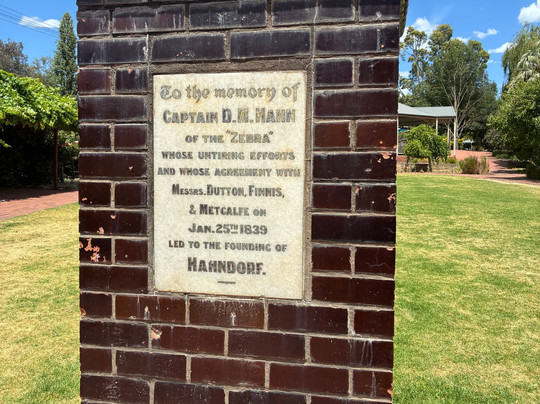 To the memory of
CAPTAIN D. M. HAHN
OF THE "ZEBRA"
WHOSE UNTIRING EFFORTS
AND WHOSE AGREEMENT WITH
MESSRS. DUTTON, FINNIS,
& METCALFE ON
JAN. 25TH 1839
LED TO THE FOUNDING OF
HAHNDORF.